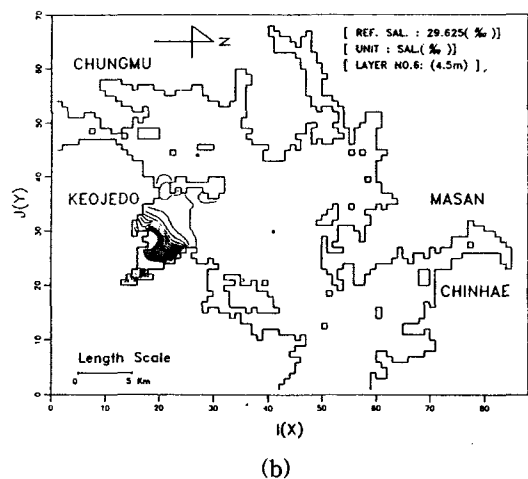 [ REF. SAL. : 29.625( ‰ )]
[ UNIT : SAL.( ‰ )]
[ LAYER NO.6: (4.5m) ]
N
CHUNGMU
KEOJEDO
MASAN
CHINHAE
Length Scale
0 5 Km
J(Y)
70
60
50
40
30
20
10
0
0 10 20 30 40 50 60 70 80
I(X)
(b)